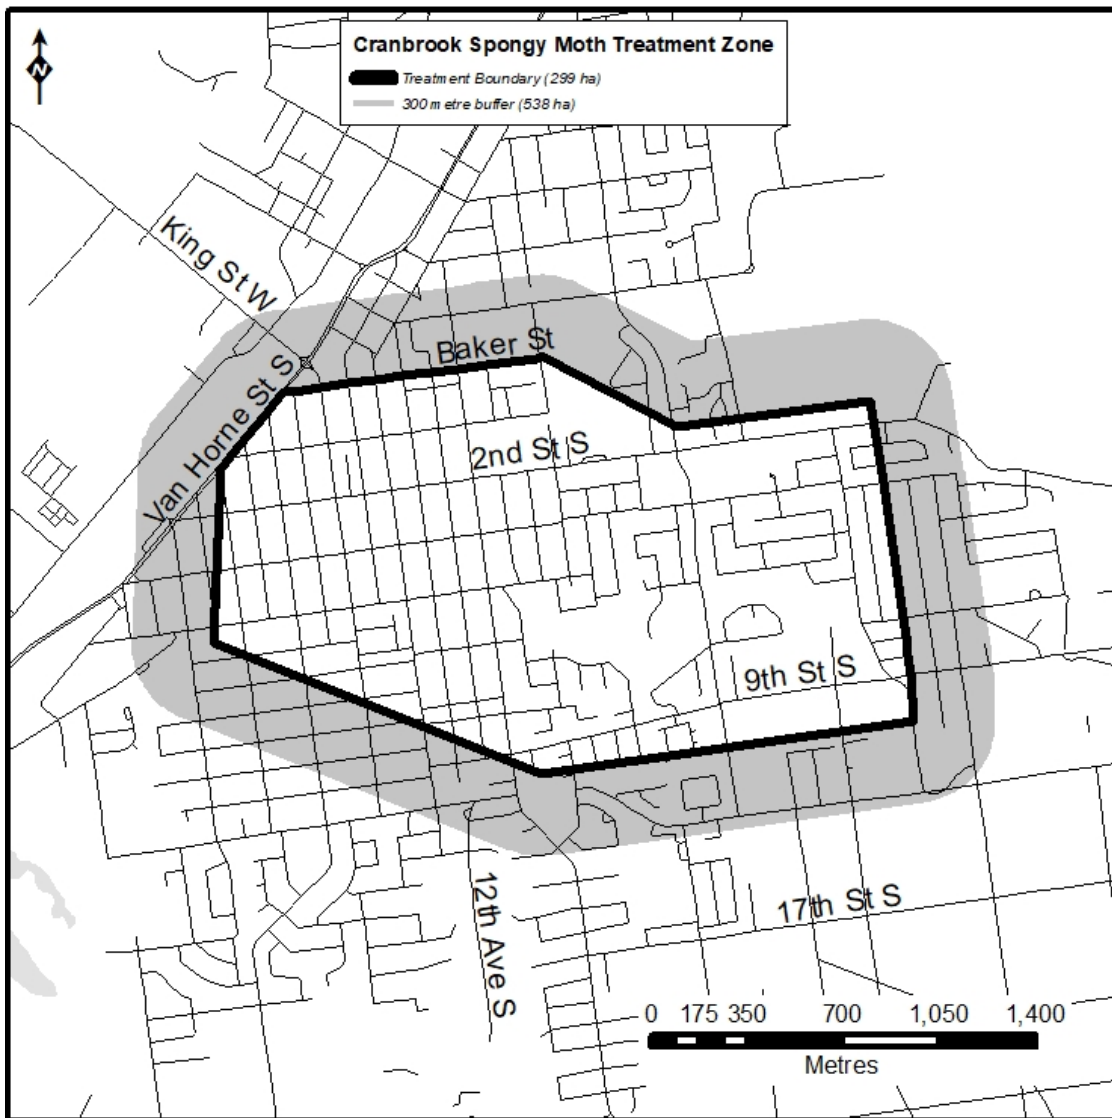 Cranbrook Spongy Moth Treatment Zone
Treatment Boundary (299 ha)
300 metre buffer (538 ha)
N
King St W
Baker St
Van Horne St S
2nd St S
9th St S
12th Ave S
17th St S
0 175 350 700 1,050 1,400
Metres